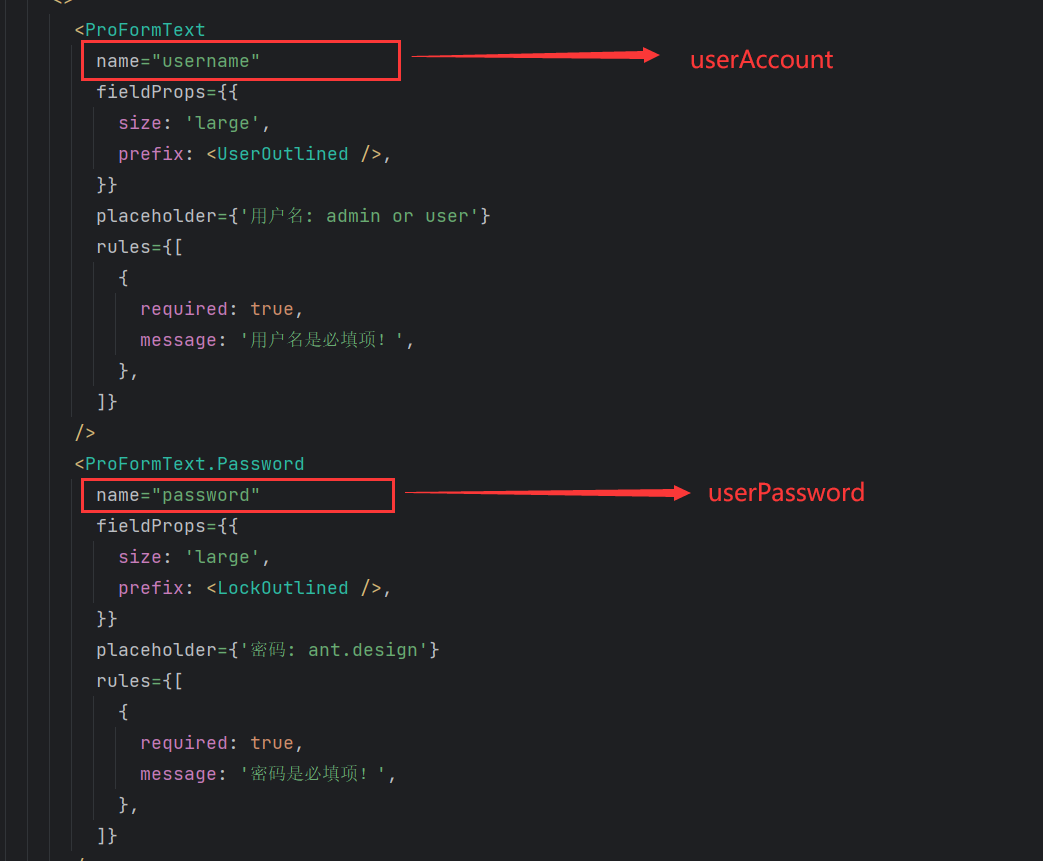 <>
<ProFormText
name="username"
userAccount
fieldProps={{
size: 'large',
prefix: <UserOutlined />,
}}
placeholder={'用户名: admin or user'}
rules={[
{
required: true,
message: '用户名是必填项！',
},
]}
/>
<ProFormText.Password
name="password"
userPassword
fieldProps={{
size: 'large',
prefix: <LockOutlined />,
}}
placeholder={'密码: ant.design'}
rules={[
{
required: true,
message: '密码是必填项！',
},
]}